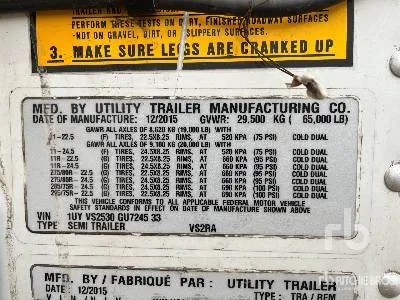 TRAILER AND
PERFORM THESE TESTS ON DRY, FINISHED ROADWAY SURFACES
-NOT ON GRAVEL, DIRT, OR SLIPPERY SURFACES.
3. MAKE SURE LEGS ARE CRANKED UP
MFD. BY UTILITY TRAILER MANUFACTURING CO.
DATE OF MANUFACTURE: 12/2015 GVWR: 29,500 KG ( 65,000 LB)
GAWR ALL AXLES OF 8,620 KG (19,000 LB) WITH
11-22.5 (F) TIRES, 22.5X8.25 RIMS, AT 520 KPA (75 PSI) COLD DUAL
GAWR ALL AXLES OF 9,180 KG (20,000 LB) WITH
11-24.5 (F) TIRES, 24.5X8.25 RIMS, AT 520 KPA (75 PSI) COLD DUAL
11R-22.5 (G) TIRES, 22.5X8.25 RIMS, AT 660 KPA (95 PSI) COLD DUAL
11R-24.5 (G) TIRES, 24.5X8.25 RIMS, AT 660 KPA (95 PSI) COLD DUAL
275/80R-22.5 (G) TIRES, 22.5X8.25 RIMS, AT 660 KPA (95 PSI) COLD DUAL
275/80R-24.5 (G) TIRES, 24.5X8.25 RIMS, AT 660 KPA (95 PSI) COLD DUAL
285/75R-24.5 (G) TIRES, 24.5X8.25 RIMS, AT 690 KPA (100 PSI) COLD DUAL
295/75R-22.5 (G) TIRES, 22.5X8.25 RIMS, AT 690 KPA (100 PSI) COLD DUAL
THIS VEHICLE CONFORMS TO ALL APPLICABLE FEDERAL MOTOR VEHICLE
SAFETY STANDARDS IN EFFECT ON DATE OF MANUFACTURE SHOWN ABOVE
VIN : 1UY VS2530 GU7245 33
TYPE: SEMI TRAILER VS2RA
rb
ritchie bros
MFD. BY / FABRIQUÉ PAR : UTILITY TRAILER
DATE : 12/2015 TYPE : TRA / REM